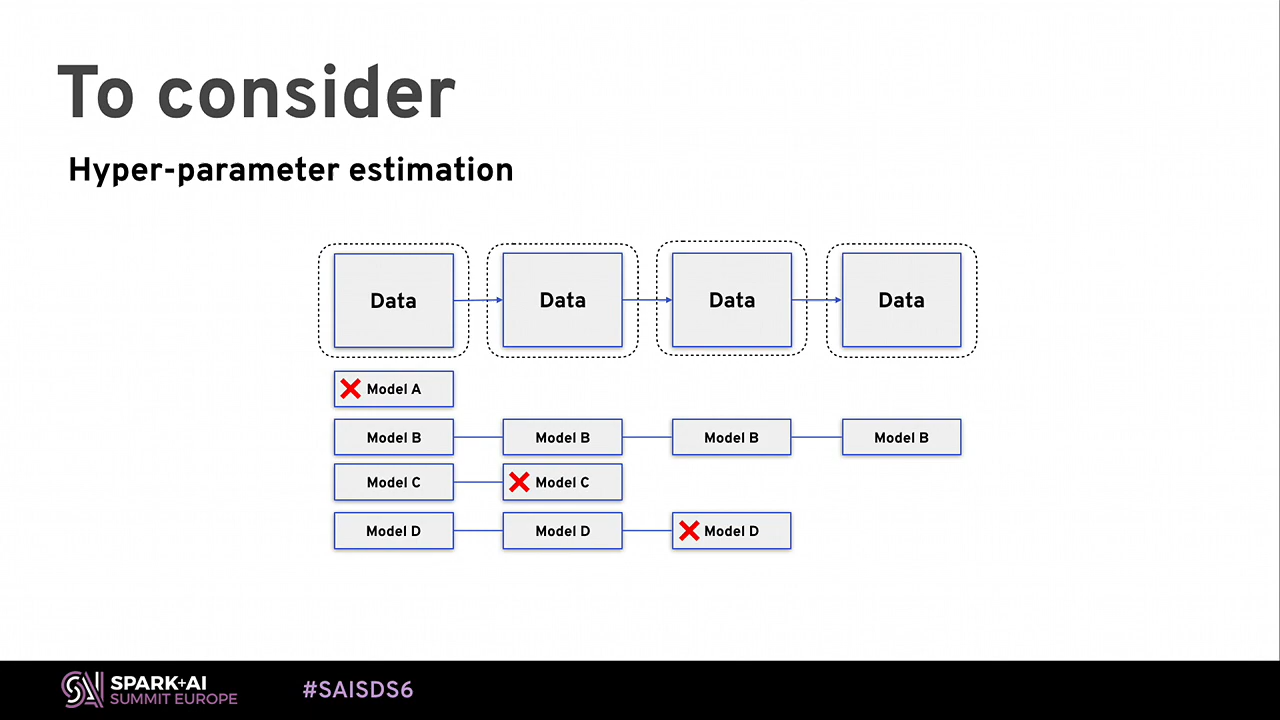 To consider
Hyper-parameter estimation
Data Data Data Data
Model A
Model B Model B Model B Model B
Model C Model C
Model D Model D Model D
SPARK+AI
SUMMIT EUROPE
#SAISDS6